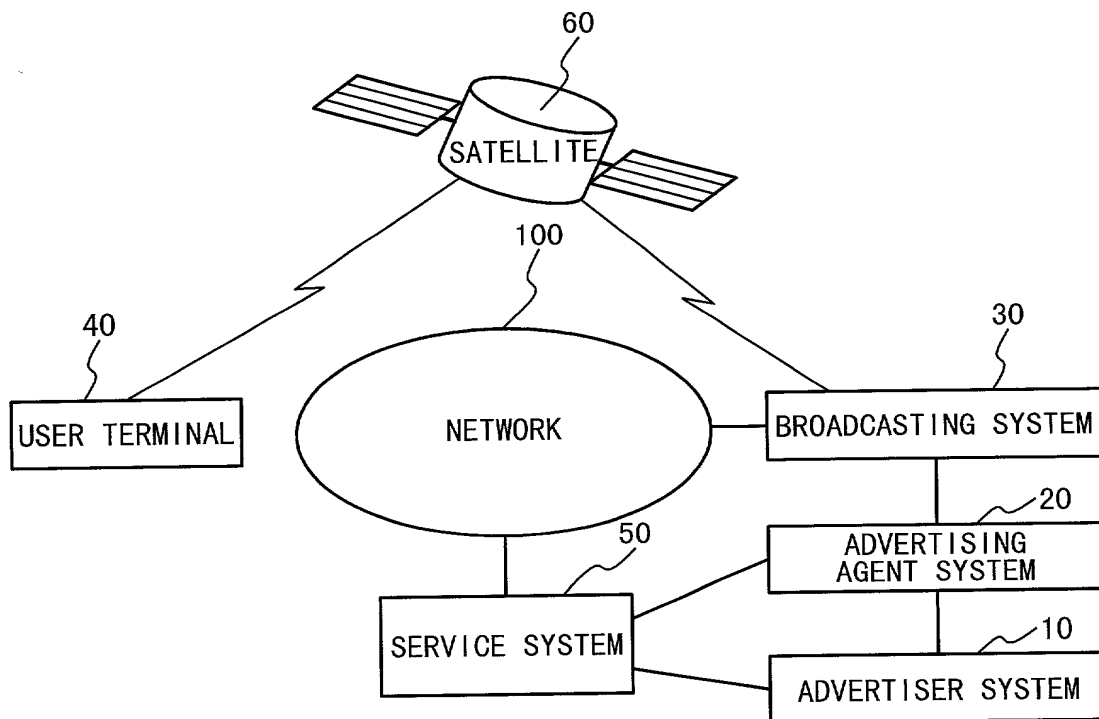 60
SATELLITE
100
40
30
USER TERMINAL
NETWORK
BROADCASTING SYSTEM
20
50
ADVERTISING
AGENT SYSTEM
SERVICE SYSTEM
10
ADVERTISER SYSTEM